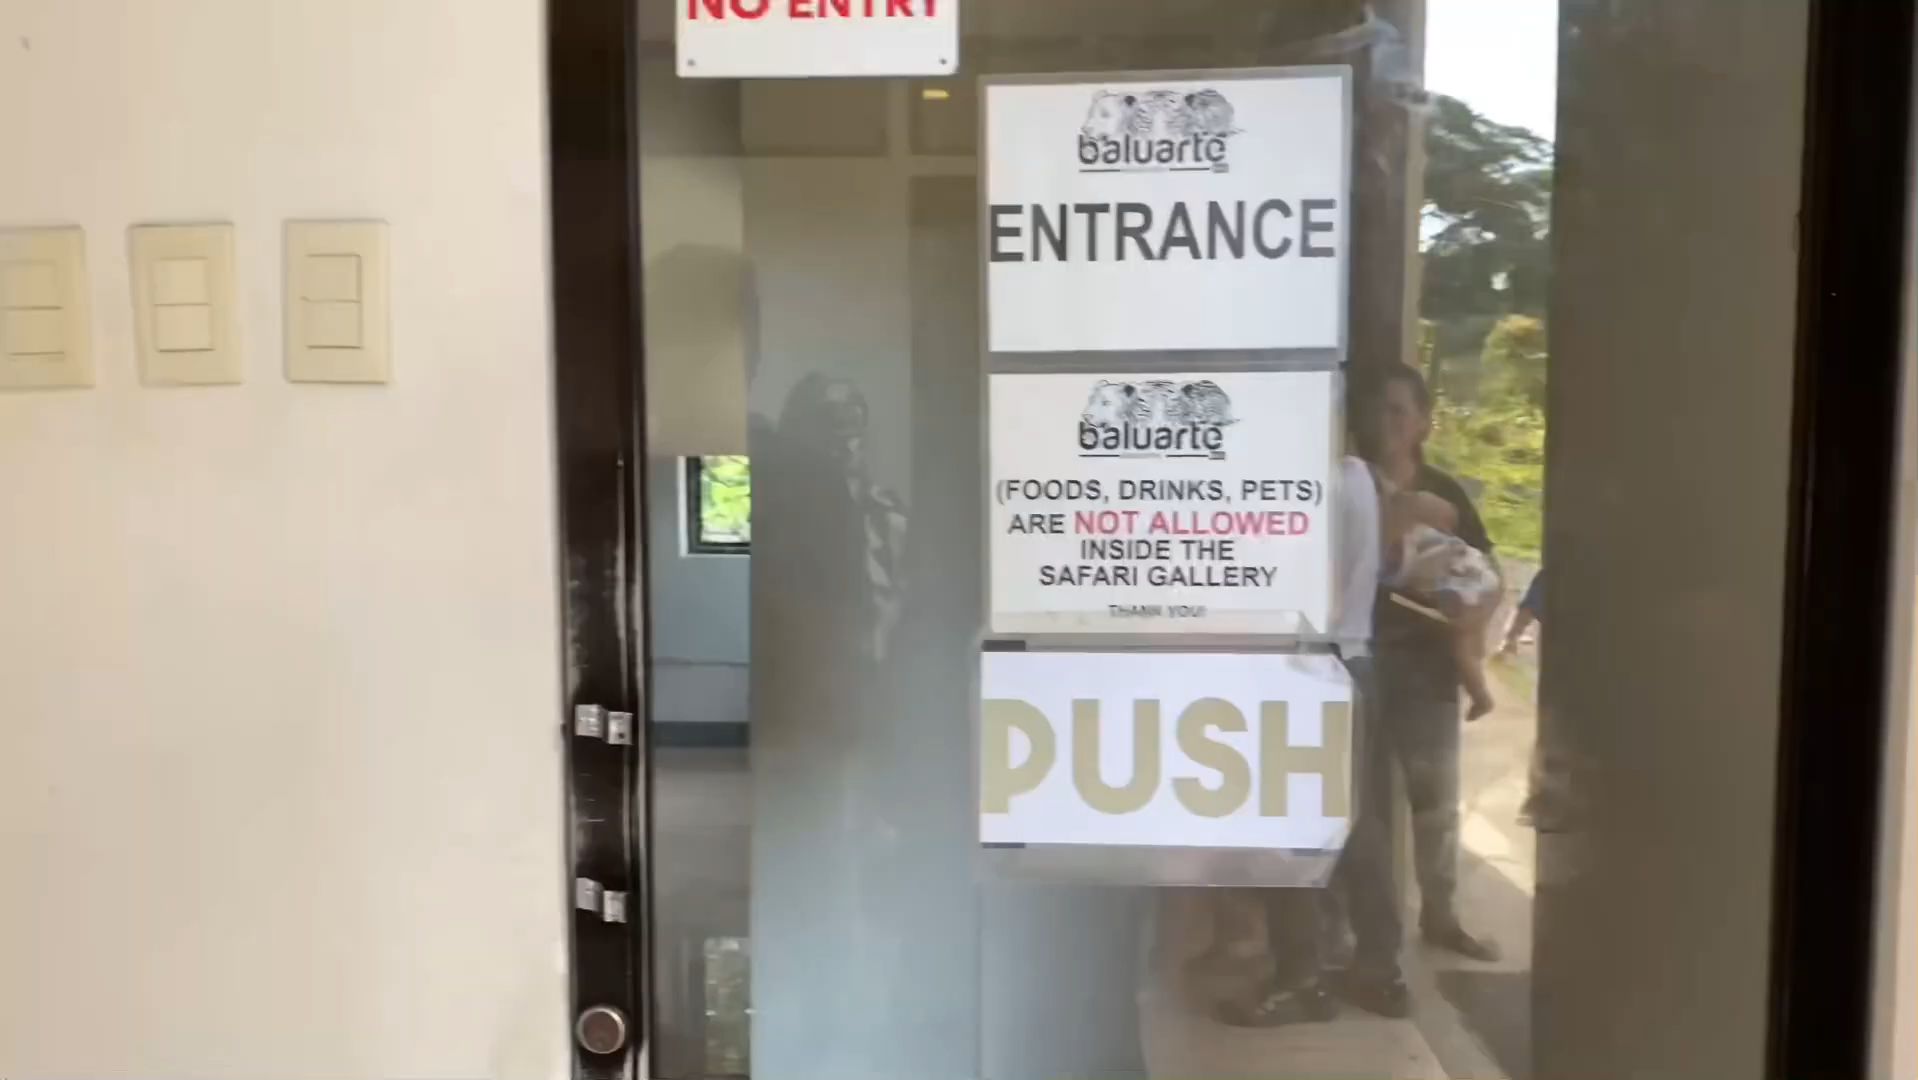 NO ENTRY
baluarte
ENTRANCE
baluarte
(FOODS, DRINKS, PETS)
ARE NOT ALLOWED
INSIDE THE
SAFARI GALLERY
THANK YOU!
PUSH